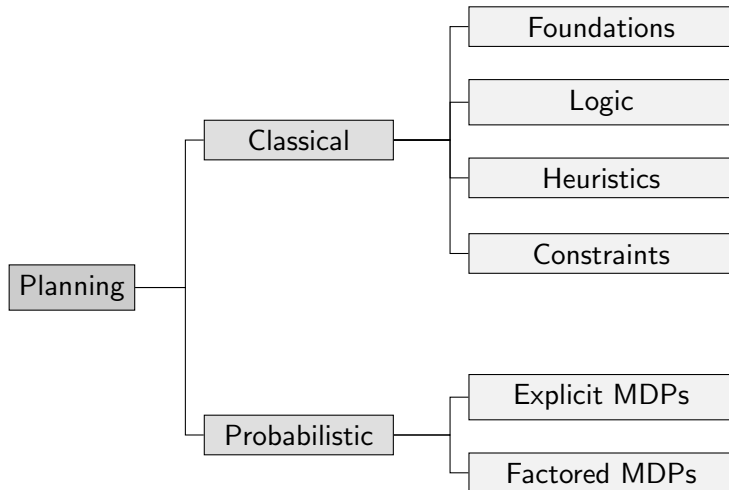 Foundations
Logic
Classical
Heuristics
Constraints
Planning
Explicit MDPs
Probabilistic
Factored MDPs